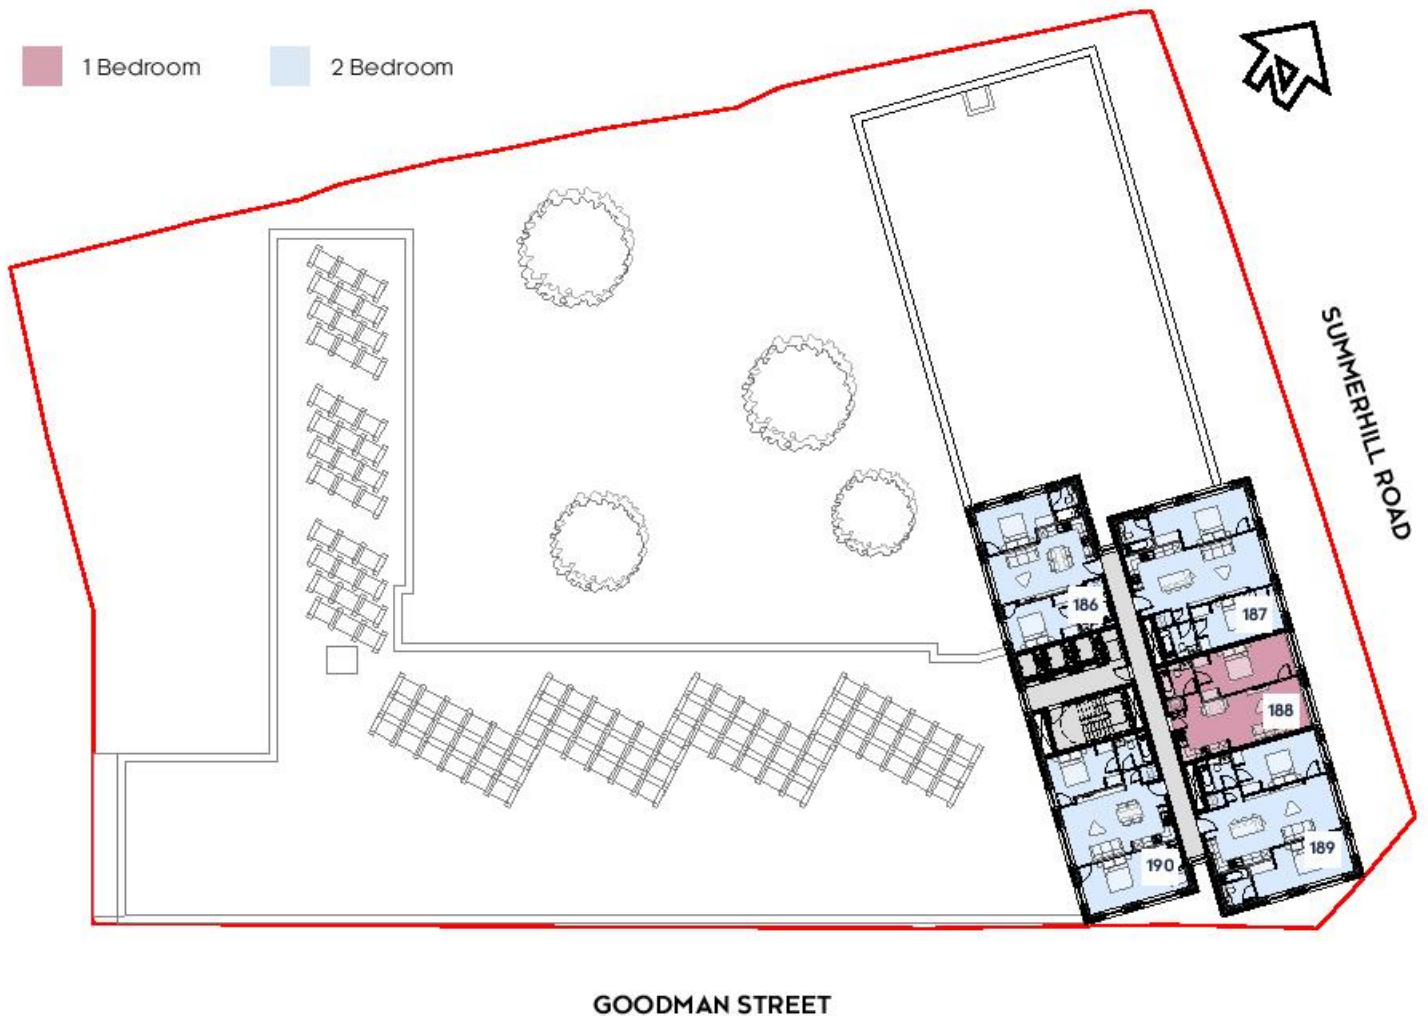 1 Bedroom
2 Bedroom
N
SUMMERHILL ROAD
186
187
188
189
190
GOODMAN STREET